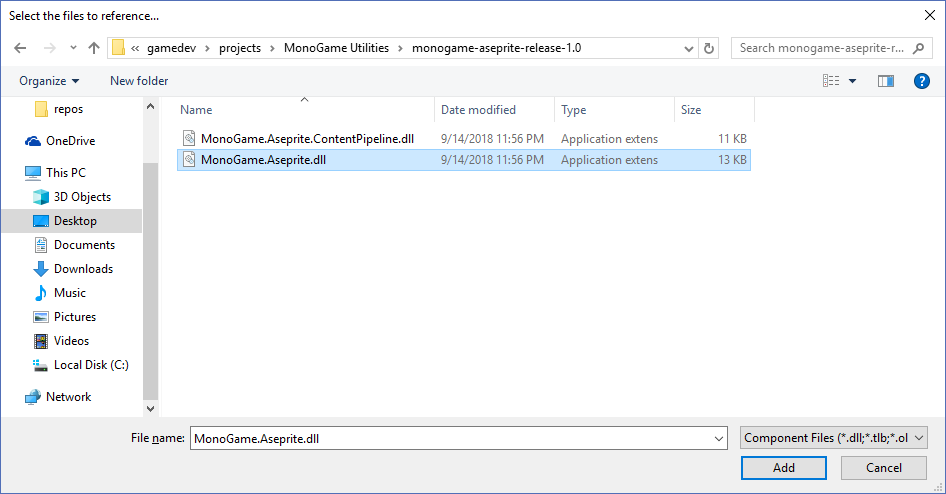 Select the files to reference...
« gamedev › projects › MonoGame Utilities › monogame-aseprite-release-1.0
Search monogame-aseprite-r...
Organize
New folder
?
repos
OneDrive
This PC
3D Objects
Desktop
Documents
Downloads
Music
Pictures
Videos
Local Disk (C:)
Network
Name Date modified Type Size
MonoGame.Aseprite.ContentPipeline.dll 9/14/2018 11:56 PM Application extens 11 KB
MonoGame.Aseprite.dll 9/14/2018 11:56 PM Application extens 13 KB
File name: MonoGame.Aseprite.dll
Component Files (*.dll;*.tlb;*.ol
Add
Cancel